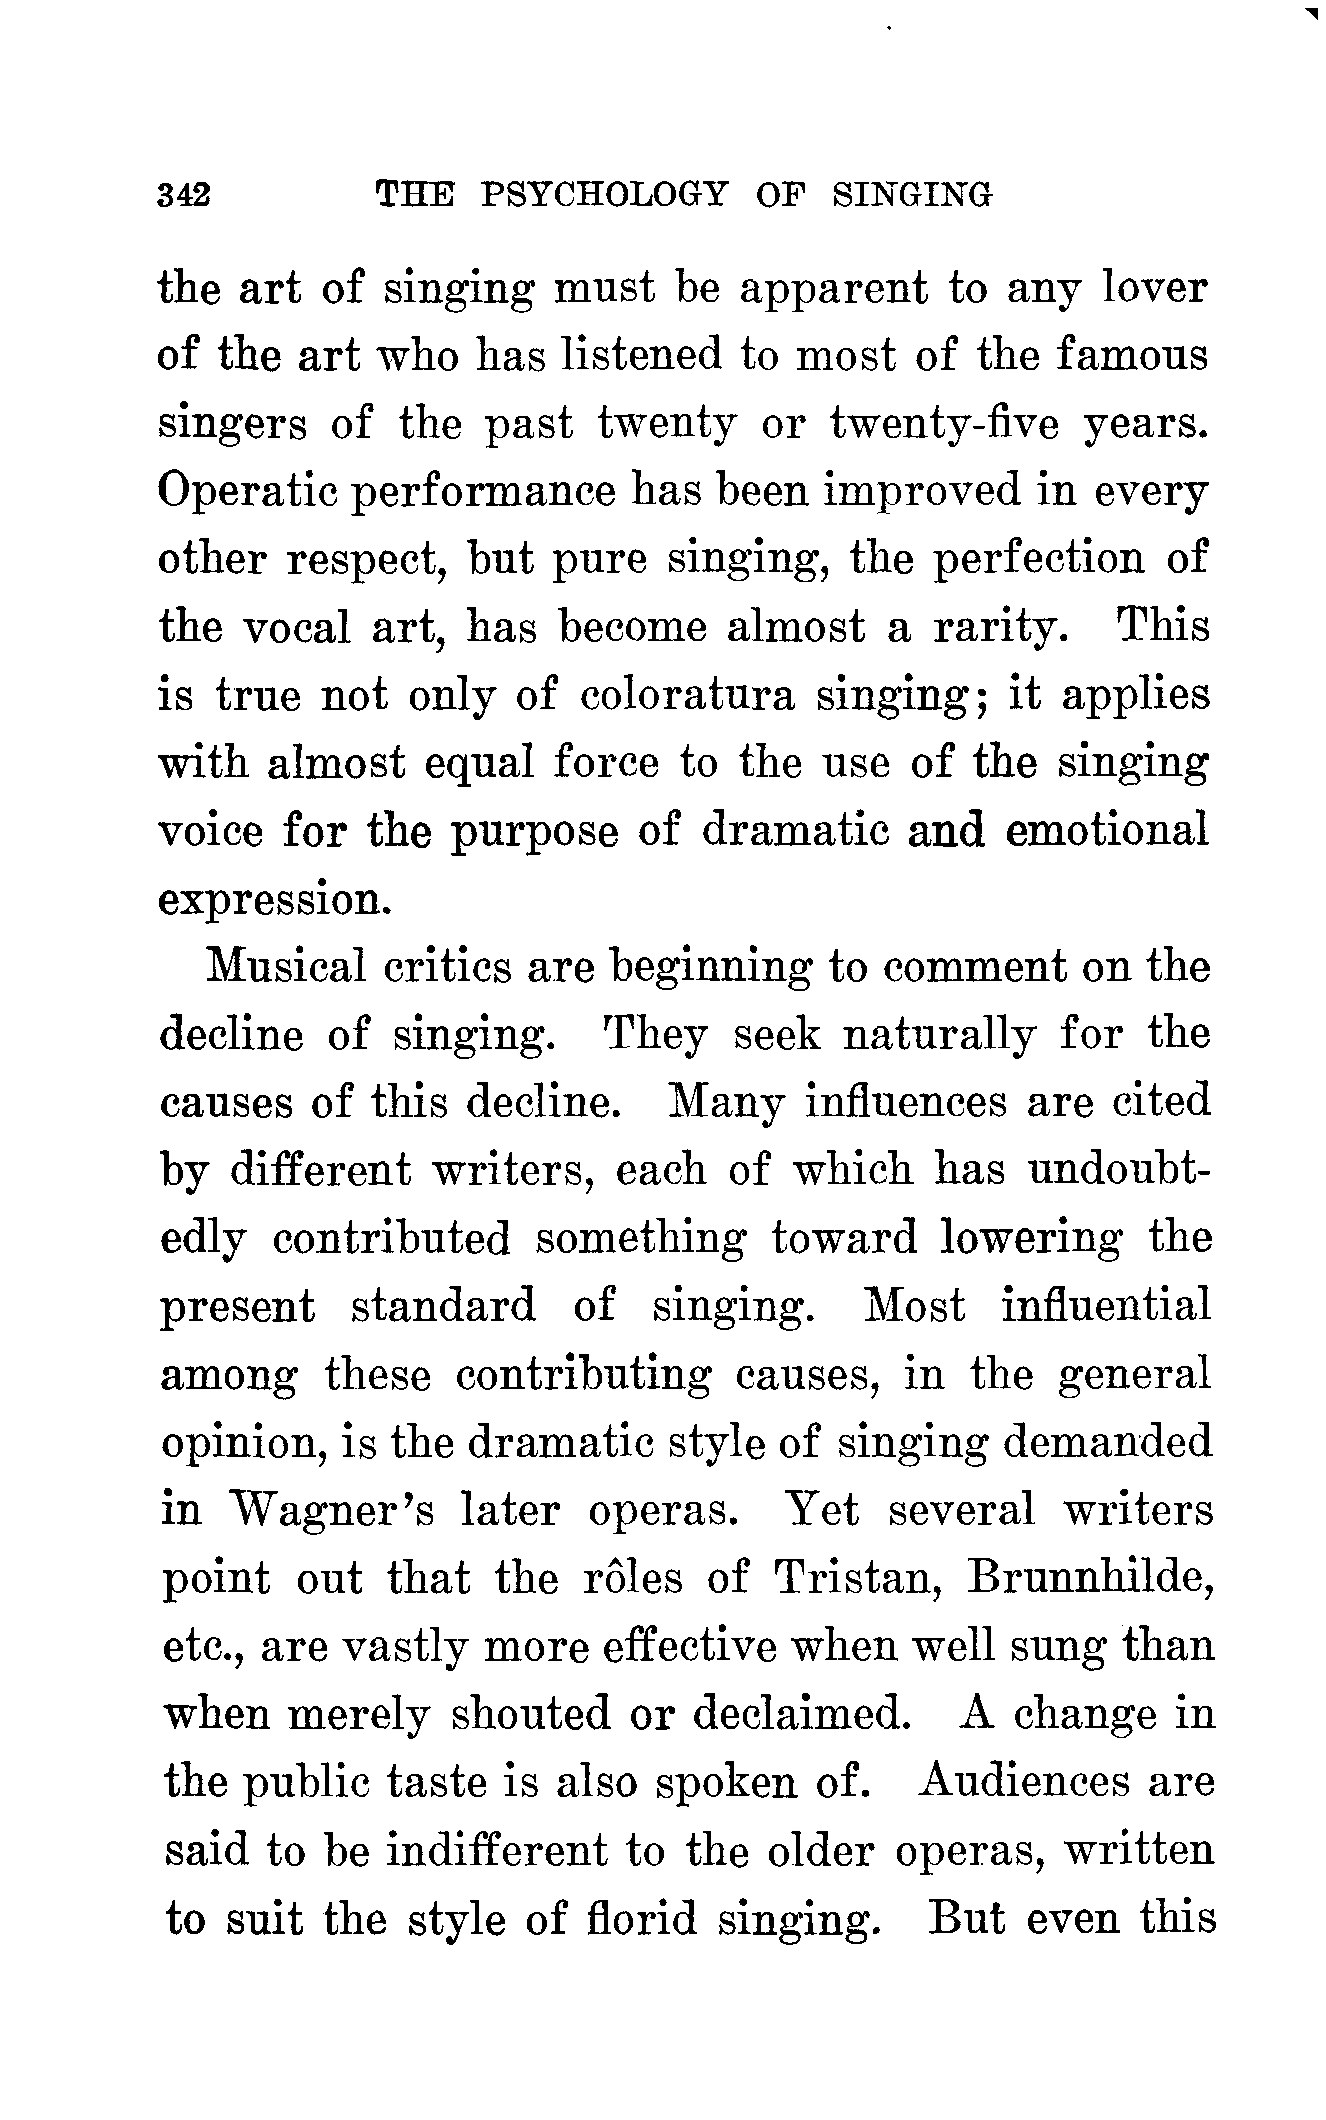 342 THE PSYCHOLOGY OF SINGING
the art of singing must be apparent to any lover
of the art who has listened to most of the famous
singers of the past twenty or twenty-five years.
Operatic performance has been improved in every
other respect, but pure singing, the perfection of
the vocal art, has become almost a rarity. This
is true not only of coloratura singing; it applies
with almost equal force to the use of the singing
voice for the purpose of dramatic and emotional
expression.
Musical critics are beginning to comment on the
decline of singing. They seek naturally for the
causes of this decline. Many influences are cited
by different writers, each of which has undoubt-
edly contributed something toward lowering the
present standard of singing. Most influential
among these contributing causes, in the general
opinion, is the dramatic style of singing demanded
in Wagner's later operas. Yet several writers
point out that the rôles of Tristan, Brunnhilde,
etc., are vastly more effective when well sung than
when merely shouted or declaimed. A change in
the public taste is also spoken of. Audiences are
said to be indifferent to the older operas, written
to suit the style of florid singing. But even this